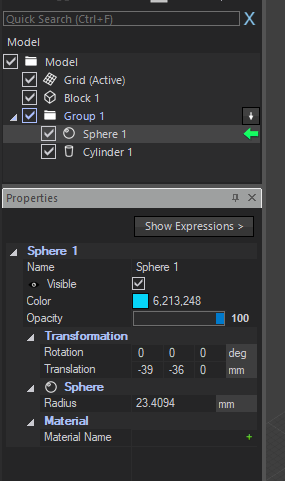 Quick Search (Ctrl+F) X
Model
Model
Grid (Active)
Block 1
Group 1
Sphere 1
Cylinder 1
Properties
Show Expressions >
Sphere 1
Name Sphere 1
Visible
Color 6,213,248
Opacity 100
Transformation
Rotation 0 0 0 deg
Translation -39 -36 0 mm
Sphere
Radius 23.4094 mm
Material
Material Name +